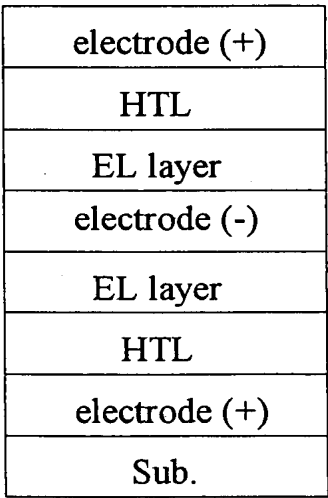 electrode (+)
HTL
EL layer
electrode (-)
EL layer
HTL
electrode (+)
Sub.